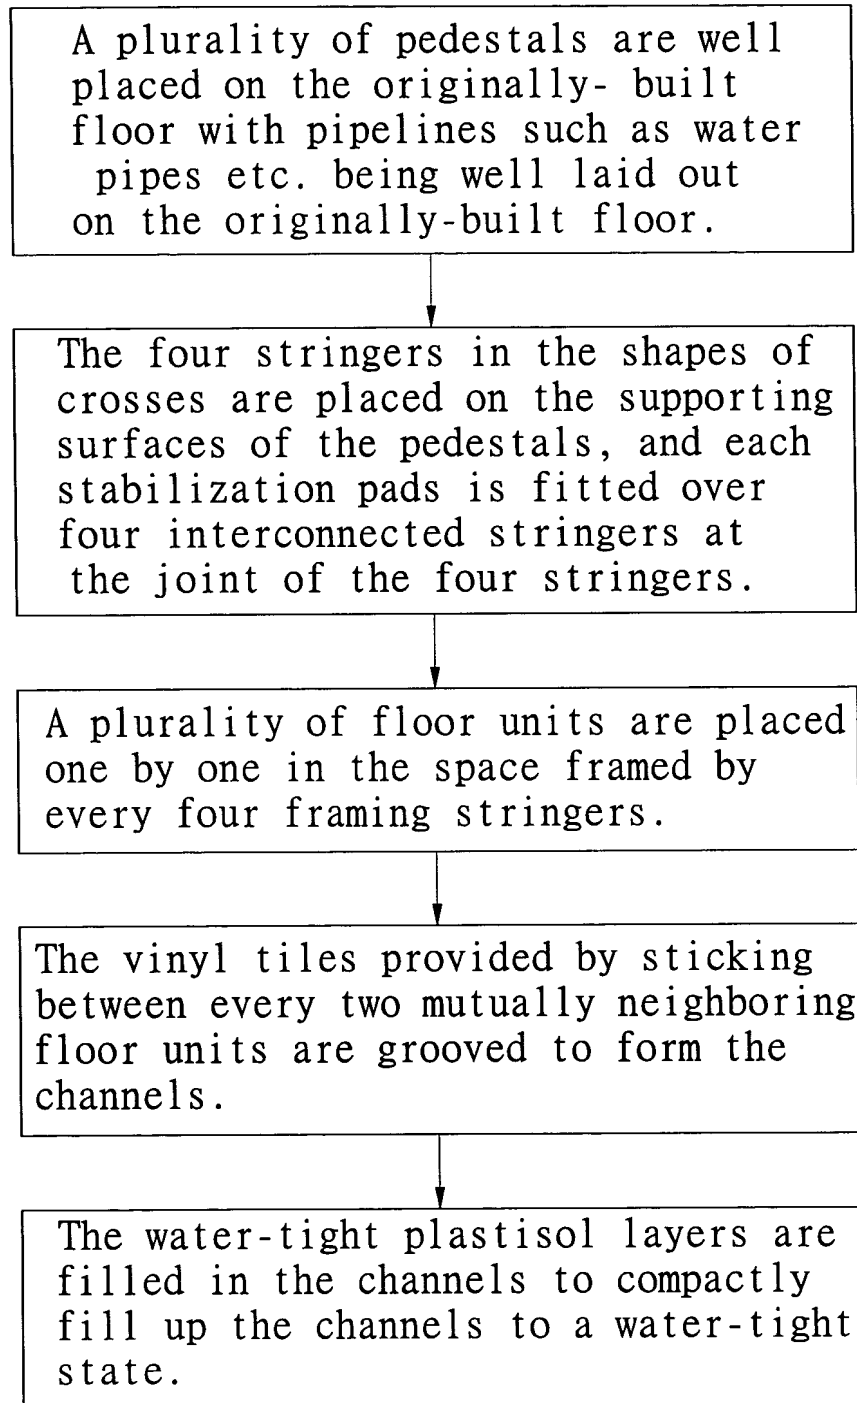 A plurality of pedestals are well
placed on the originally- built
floor with pipelines such as water
pipes etc. being well laid out
on the originally-built floor.
The four stringers in the shapes of
crosses are placed on the supporting
surfaces of the pedestals, and each
stabilization pads is fitted over
four interconnected stringers at
the joint of the four stringers.
A plurality of floor units are placed
one by one in the space framed by
every four framing stringers.
The vinyl tiles provided by sticking
between every two mutually neighboring
floor units are grooved to form the
channels.
The water-tight plastisol layers are
filled in the channels to compactly
fill up the channels to a water-tight
state.